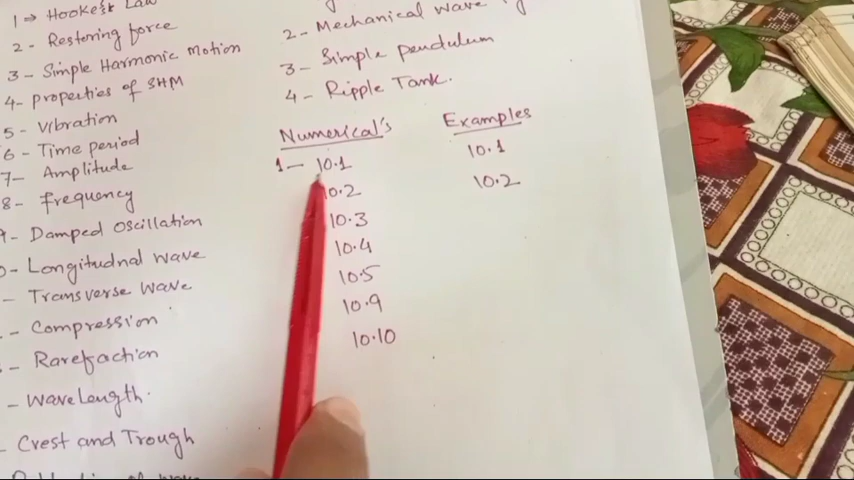 1 → Hooke's Law
2 - Restoring force
3 - Simple Harmonic Motion
4 - properties of SHM
5 - Vibration
6 - Time period
7 - Amplitude
8 - frequency
- Damped Oscillation
- Longitudnal wave
- Transverse wave
- Compression
- Rarefaction
- wavelength.
- Crest and Trough
2 - Mechanical wave
3 - Simple pendulum
4 - Ripple Tank.
Numerical's
1 - 10.1
10.2
10.3
10.4
10.5
10.9
10.10
Examples
10.1
10.2